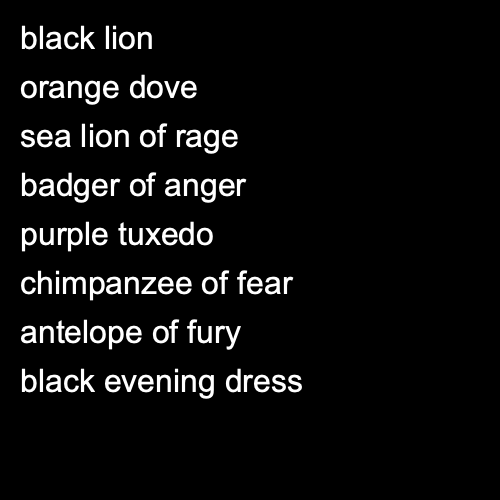 black lion
orange dove
sea lion of rage
badger of anger
purple tuxedo
chimpanzee of fear
antelope of fury
black evening dress